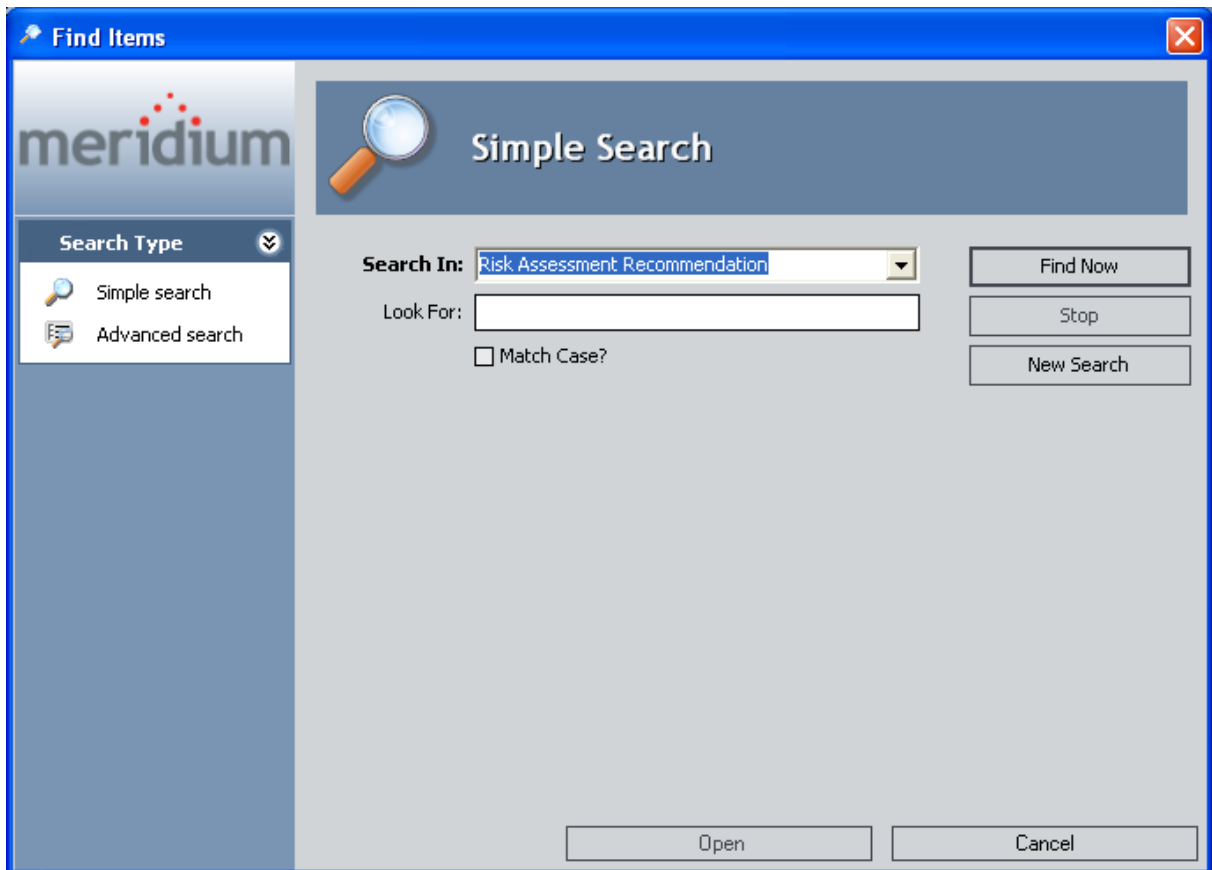 Find Items
meridium
Simple Search
Search Type
Simple search
Advanced search
Search In: Risk Assessment Recommendation
Find Now
Look For:
Stop
Match Case?
New Search
Open
Cancel